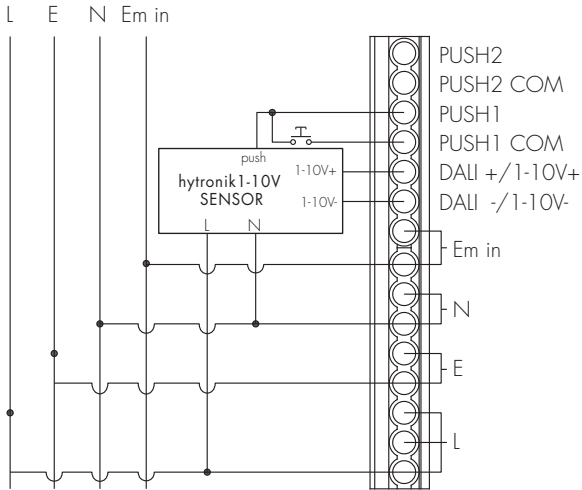 L E N Em in
PUSH2
PUSH2 COM
PUSH1
PUSH1 COM
DALI +/1-10V+
DALI -/1-10V-
Em in
N
E
L
push
hytronik1-10V
SENSOR
1-10V+
1-10V-
L N